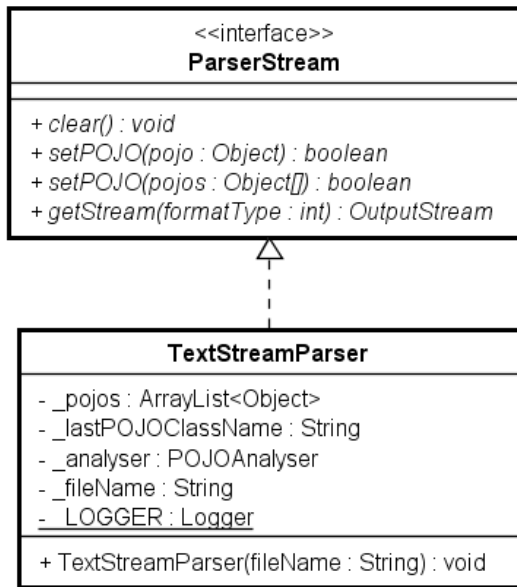 <<interface>>
ParserStream
+ clear() : void
+ setPOJO(pojo : Object) : boolean
+ setPOJO(pojos : Object[]) : boolean
+ getStream(formatType : int) : OutputStream
TextStreamParser
- _pojos : ArrayList<Object>
- _lastPOJOClassName : String
- _analyser : POJOAnalyser
- _fileName : String
- _LOGGER : Logger
+ TextStreamParser(fileName : String) : void